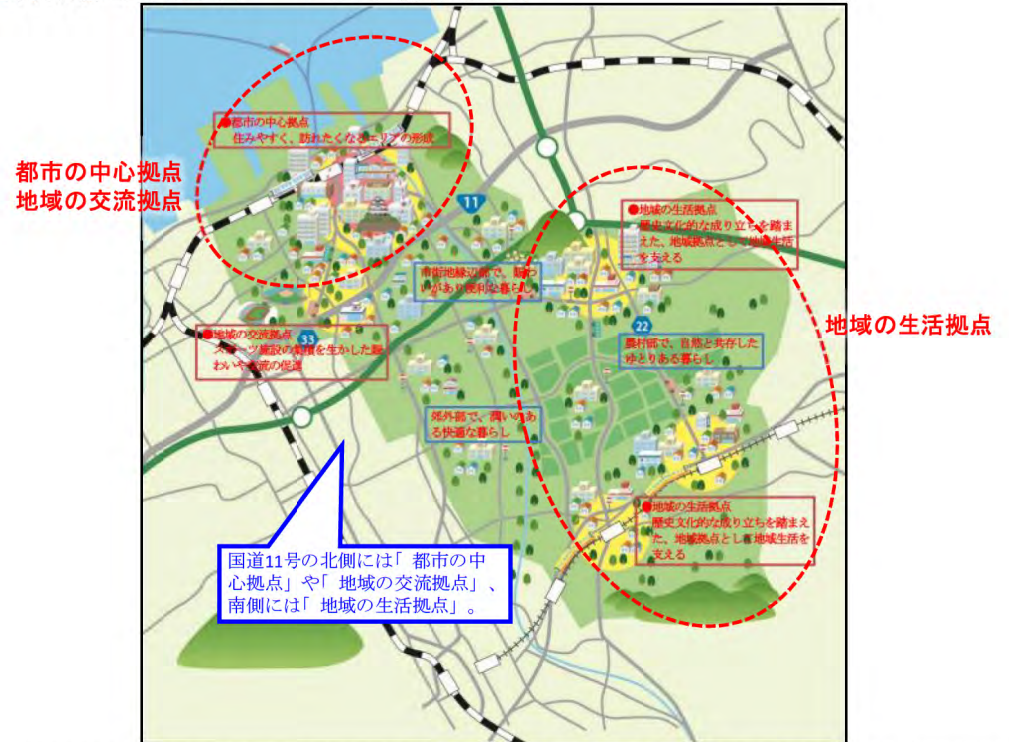 ●都市の中心拠点
住みやすく、訪れたくなるエリアの形成
都市の中心拠点
地域の交流拠点
11
●地域の生活拠点
歴史文化的な成り立ちを踏ま
えた、地域拠点として地域生活
を支える
市街地縁辺部で、賑わ
いがあり便利な暮らし
●地域の交流拠点
スポーツ施設の集積を生かした賑
わいや交流の促進
33
22
農村部で、自然と共存した
ゆとりある暮らし
地域の生活拠点
郊外部で、潤いのあ
る快適な暮らし
●地域の生活拠点
歴史文化的な成り立ちを踏まえ
た、地域拠点として地域生活を
支える
国道11号の北側には「 都市の中
心拠点」や「 地域の交流拠点」、
南側には「 地域の生活拠点」。